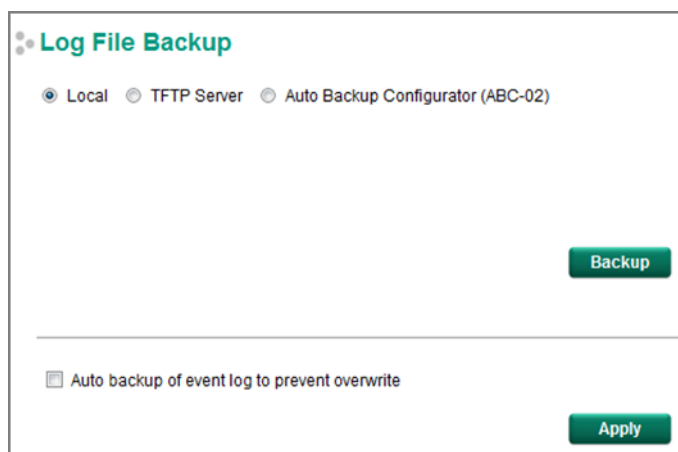 Log File Backup
Local TFTP Server Auto Backup Configurator (ABC-02)
Backup
Auto backup of event log to prevent overwrite
Apply